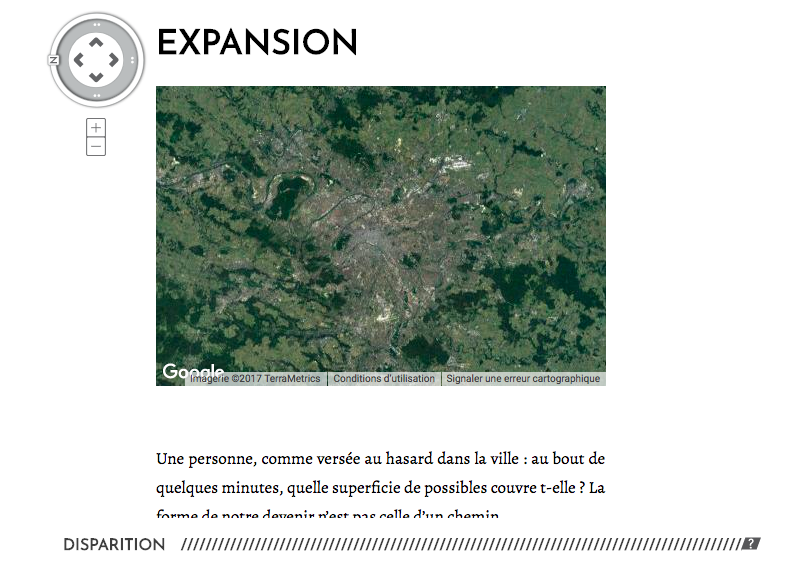 EXPANSION
N
+
−
Google
Imagerie ©2017 TerraMetrics
Conditions d'utilisation
Signaler une erreur cartographique
Une personne, comme versée au hasard dans la ville : au bout de
quelques minutes, quelle superficie de possibles couvre t-elle ? La
forme de notre devenir n'est pas celle d'un chemin
DISPARITION ////////////////////////////////////////////////////////////////////////////////////////////// ?